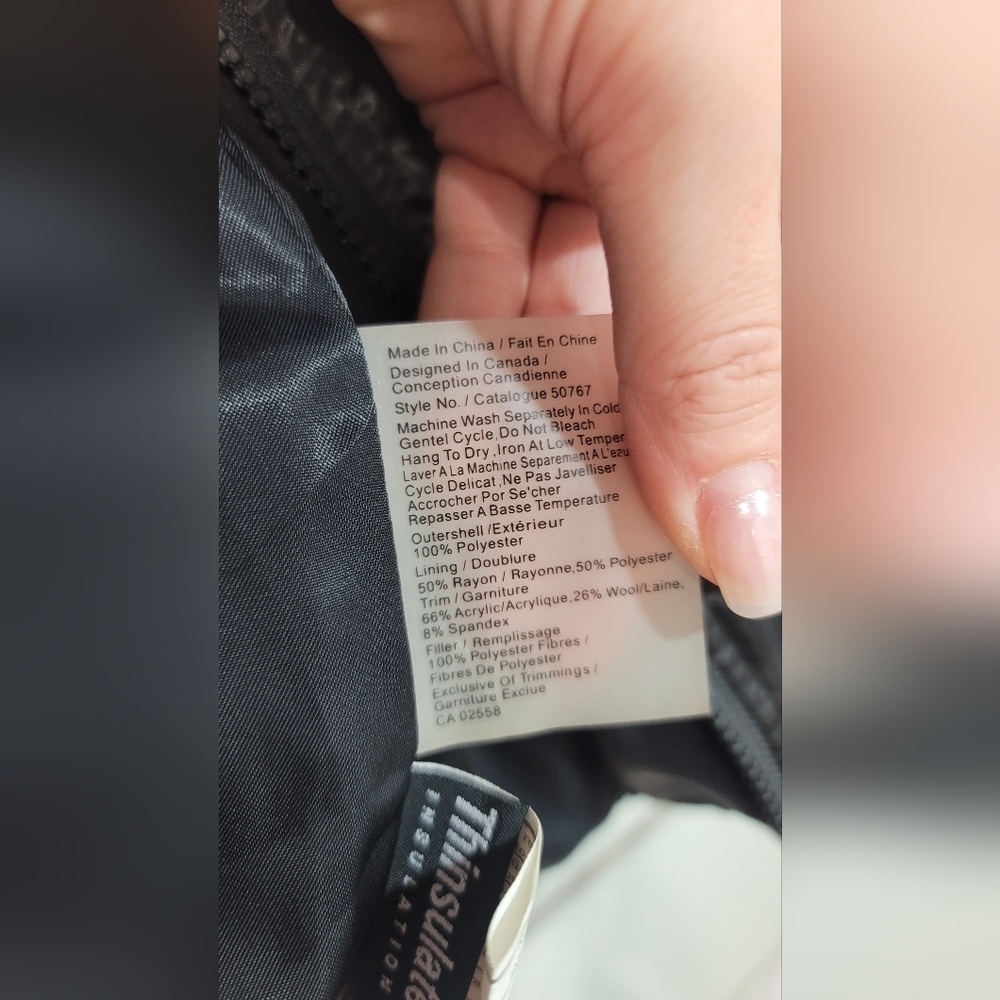 Made In China / Fait En Chine
Designed In Canada /
Conception Canadienne
Style No. / Catalogue 50767
Machine Wash Separately In Cold
Gentel Cycle,Do Not Bleach
Hang To Dry ,Iron At Low Temper
Laver A La Machine Separement A L'eau
Cycle Delicat,Ne Pas Javelliser
Accrocher Por Se'cher
Repasser A Basse Temperature
Outershell /Extérieur
100% Polyester
Lining / Doublure
50% Rayon / Rayonne,50% Polyester
Trim / Garniture
66% Acrylic/Acrylique,26% Wool/Laine,
8% Spandex
Filler / Remplissage
100% Polyester Fibres /
Fibres De Polyester
Exclusive Of Trimmings /
Garniture Exclue
CA 02558
Thinsulate
INSULATION